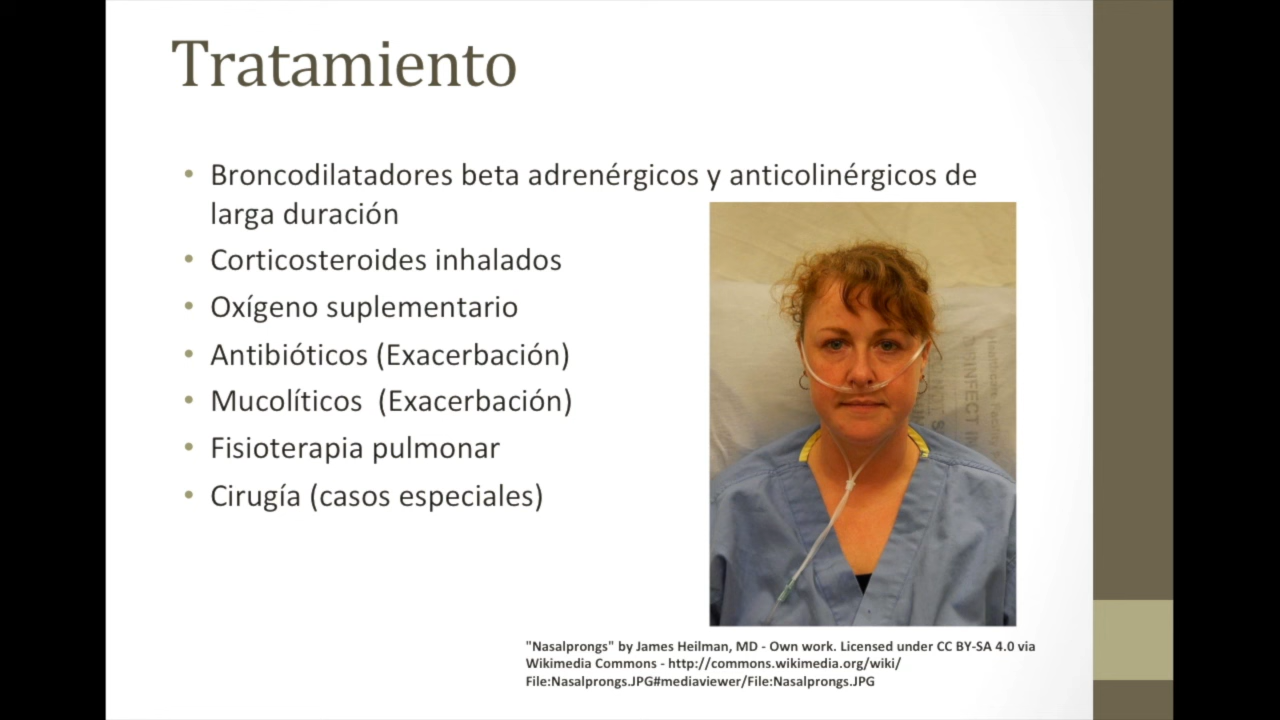 Tratamiento
• Broncodilatadores beta adrenérgicos y anticolinérgicos de
larga duración
• Corticosteroides inhalados
• Oxígeno suplementario
• Antibióticos (Exacerbación)
• Mucolíticos (Exacerbación)
• Fisioterapia pulmonar
• Cirugía (casos especiales)
"Nasalprongs" by James Heilman, MD - Own work. Licensed under CC BY-SA 4.0 via
Wikimedia Commons - http://commons.wikimedia.org/wiki/
File:Nasalprongs.JPG#mediaviewer/File:Nasalprongs.JPG